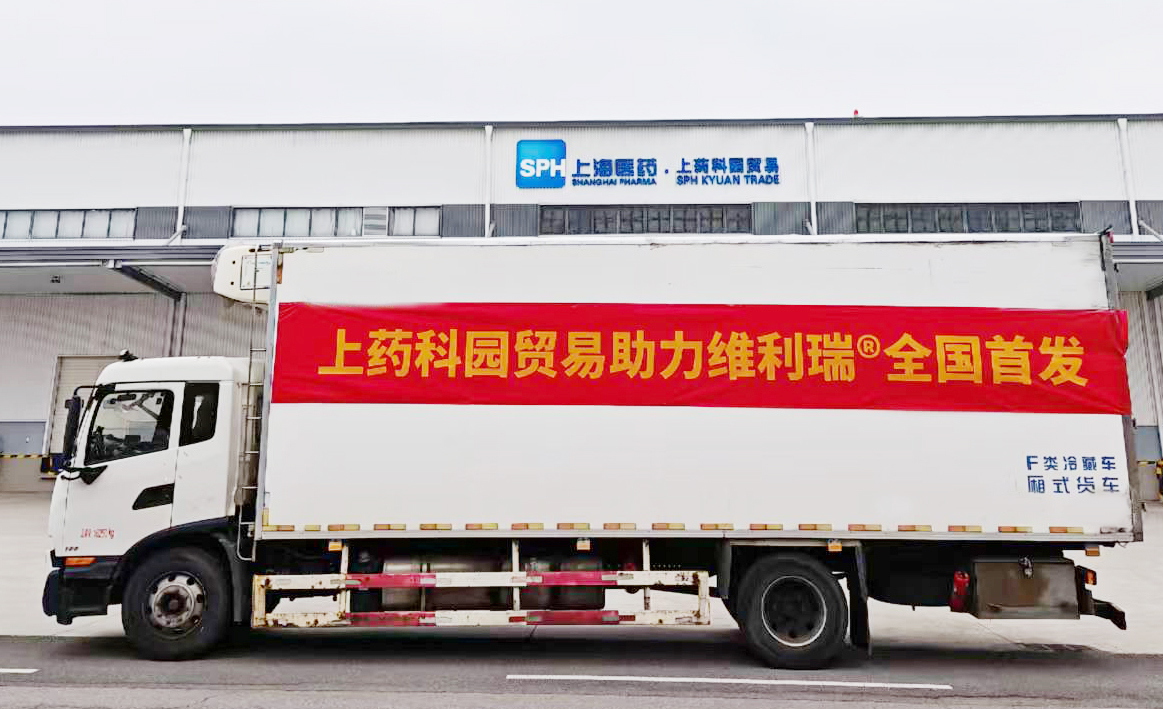 SPH 上海医药·上药科园贸易
SHANGHAI PHARMA SPH KYUAN TRADE
上药科园贸易助力维利瑞®全国首发
F类冷藏车
厢式货车